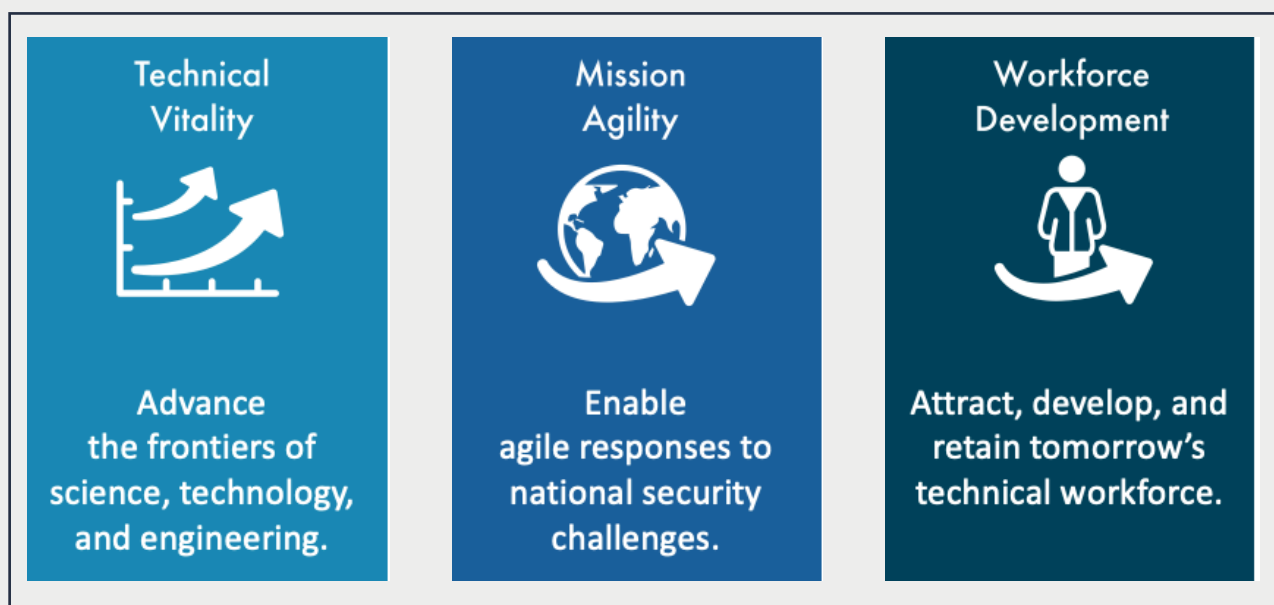 Technical
Vitality
Advance
the frontiers of
science, technology,
and engineering.
Mission
Agility
Enable
agile responses to
national security
challenges.
Workforce
Development
Attract, develop, and
retain tomorrow’s
technical workforce.